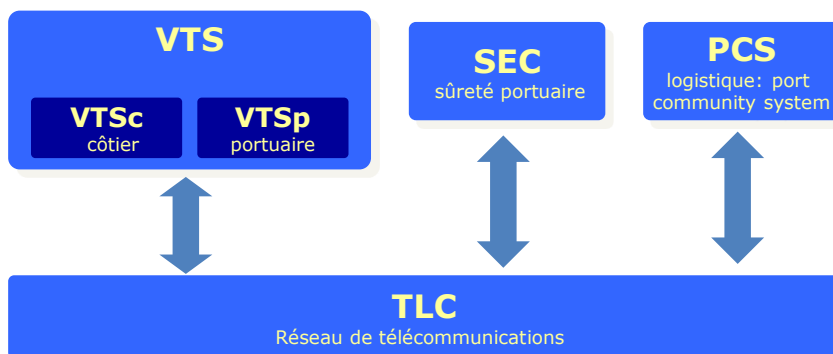 VTS
VTSc
côtier
VTSp
portuaire
SEC
sûreté portuaire
PCS
logistique: port
community system
TLC
Réseau de télécommunications